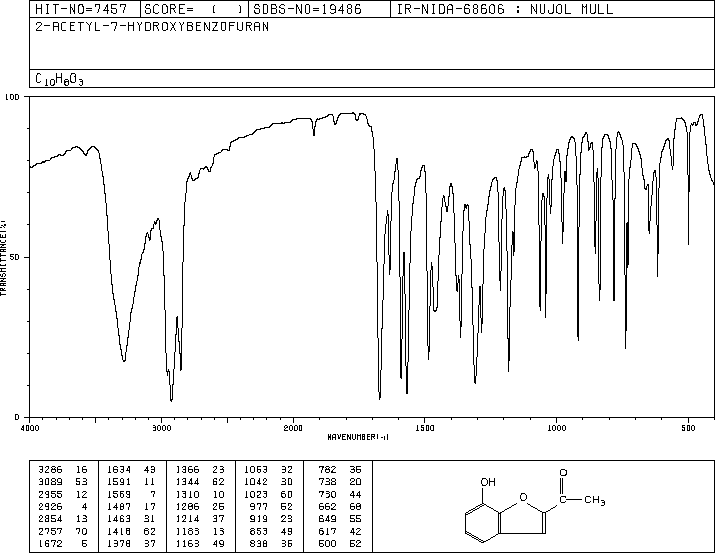 HIT-NO=7457 SCORE= ( ) SDBS-NO=19486 IR-NIDA-68606 : NUJOL MULL
2-ACETYL-7-HYDROXYBENZOFURAN
C10H8O3
100
50
0
TRANSMITTANCE(%)
4000 3000 2000 1500 1000 500
WAVENUMBER(-1)
3286 16 1634 43 1366 23 1063 32 782 35
3089 53 1591 11 1344 62 1042 30 738 20
2955 12 1569 7 1310 10 1023 60 730 44
2926 4 1487 17 1286 25 977 52 662 68
2854 13 1463 31 1214 37 919 23 649 55
2757 70 1418 62 1183 13 853 49 617 42
1672 5 1378 37 1163 49 838 35 500 52
OH
O
O
CH3